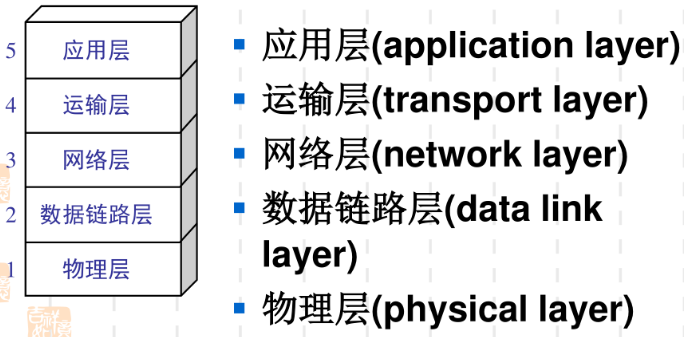 5 应用层
4 运输层
3 网络层
2 数据链路层
1 物理层
应用层(application layer)
运输层(transport layer)
网络层(network layer)
数据链路层(data link
layer)
物理层(physical layer)